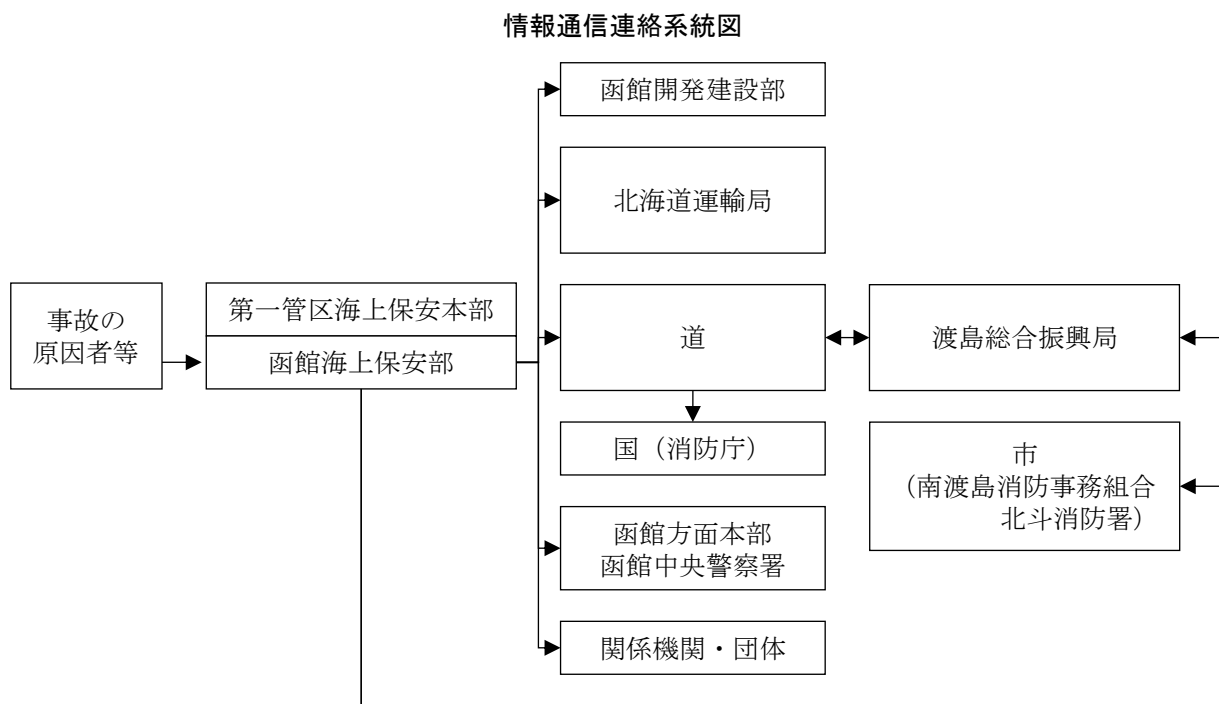 情報通信連絡系統図
函館開発建設部
北海道運輸局
事故の
原因者等
第一管区海上保安本部
函館海上保安部
道
渡島総合振興局
国（消防庁）
市
（南渡島消防事務組合
北斗消防署）
函館方面本部
函館中央警察署
関係機関・団体